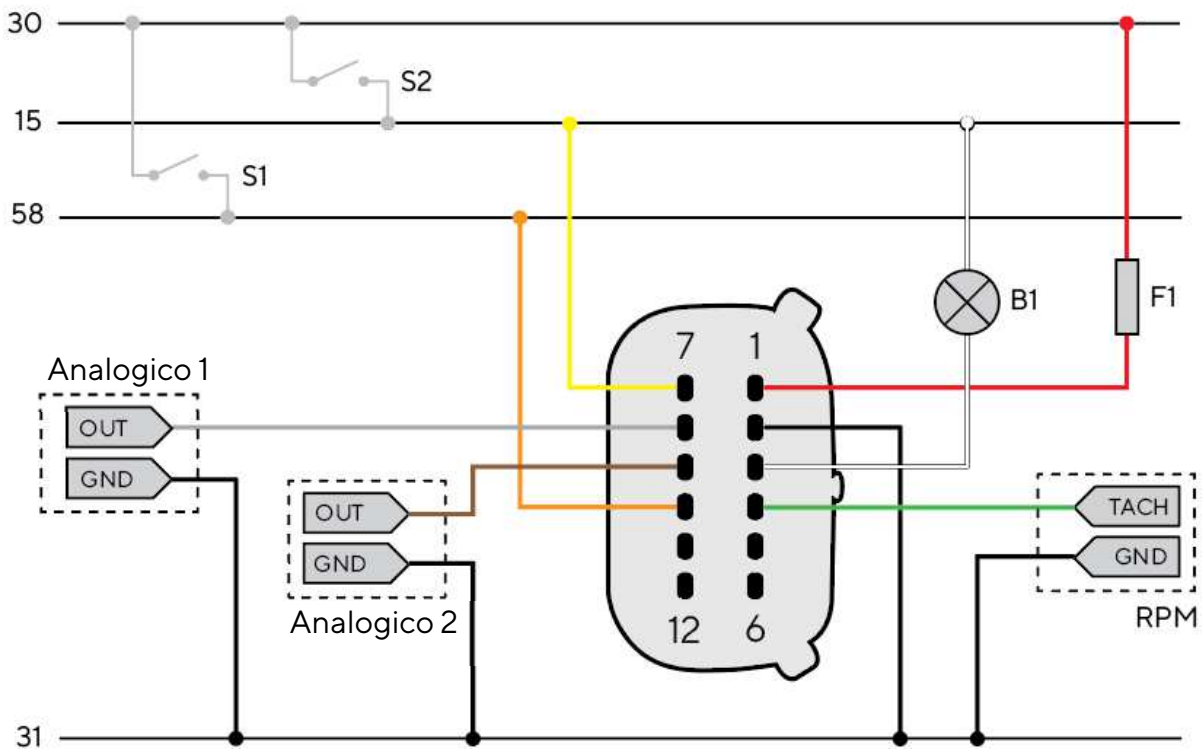 30
S2
15
S1
58
B1
F1
7 1
Analogico 1
OUT
GND
OUT
GND
Analogico 2
TACH
GND
RPM
12 6
31